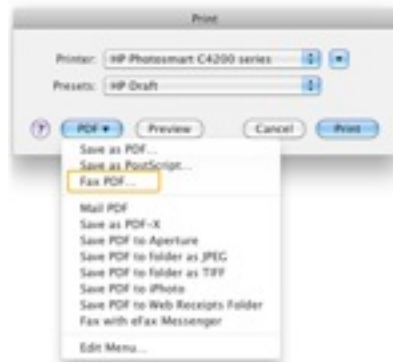 Print
Printer: HP Photosmart C4200 series
Presets: HP Draft
? PDF▾ Preview Cancel Print
Save as PDF...
Save as PostScript...
Fax PDF...
Mail PDF
Save as PDF-X
Save PDF to Aperture
Save PDF to folder as JPEG
Save PDF to folder as TIFF
Save PDF to iPhoto
Save PDF to Web Receipts Folder
Fax with eFax Messenger
Edit Menu...